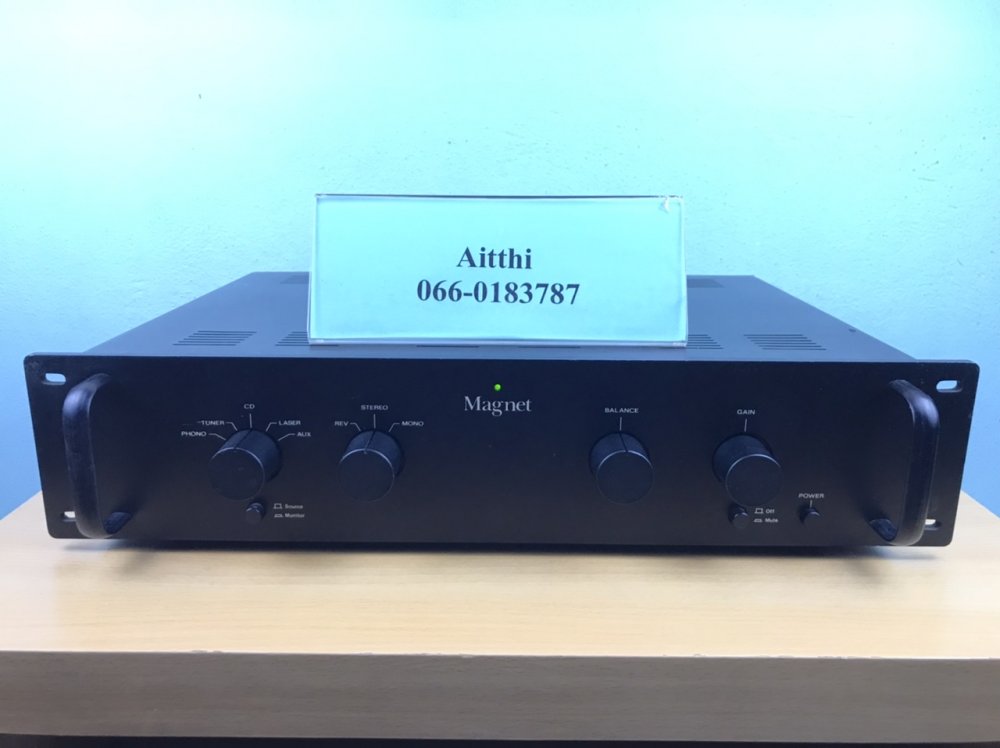 Aitthi
066-0183787
Magnet
CD
TUNER
LASER
PHONO
AUX
Source
Monitor
STEREO
REV
MONO
BALANCE
GAIN
Off
Mute
POWER